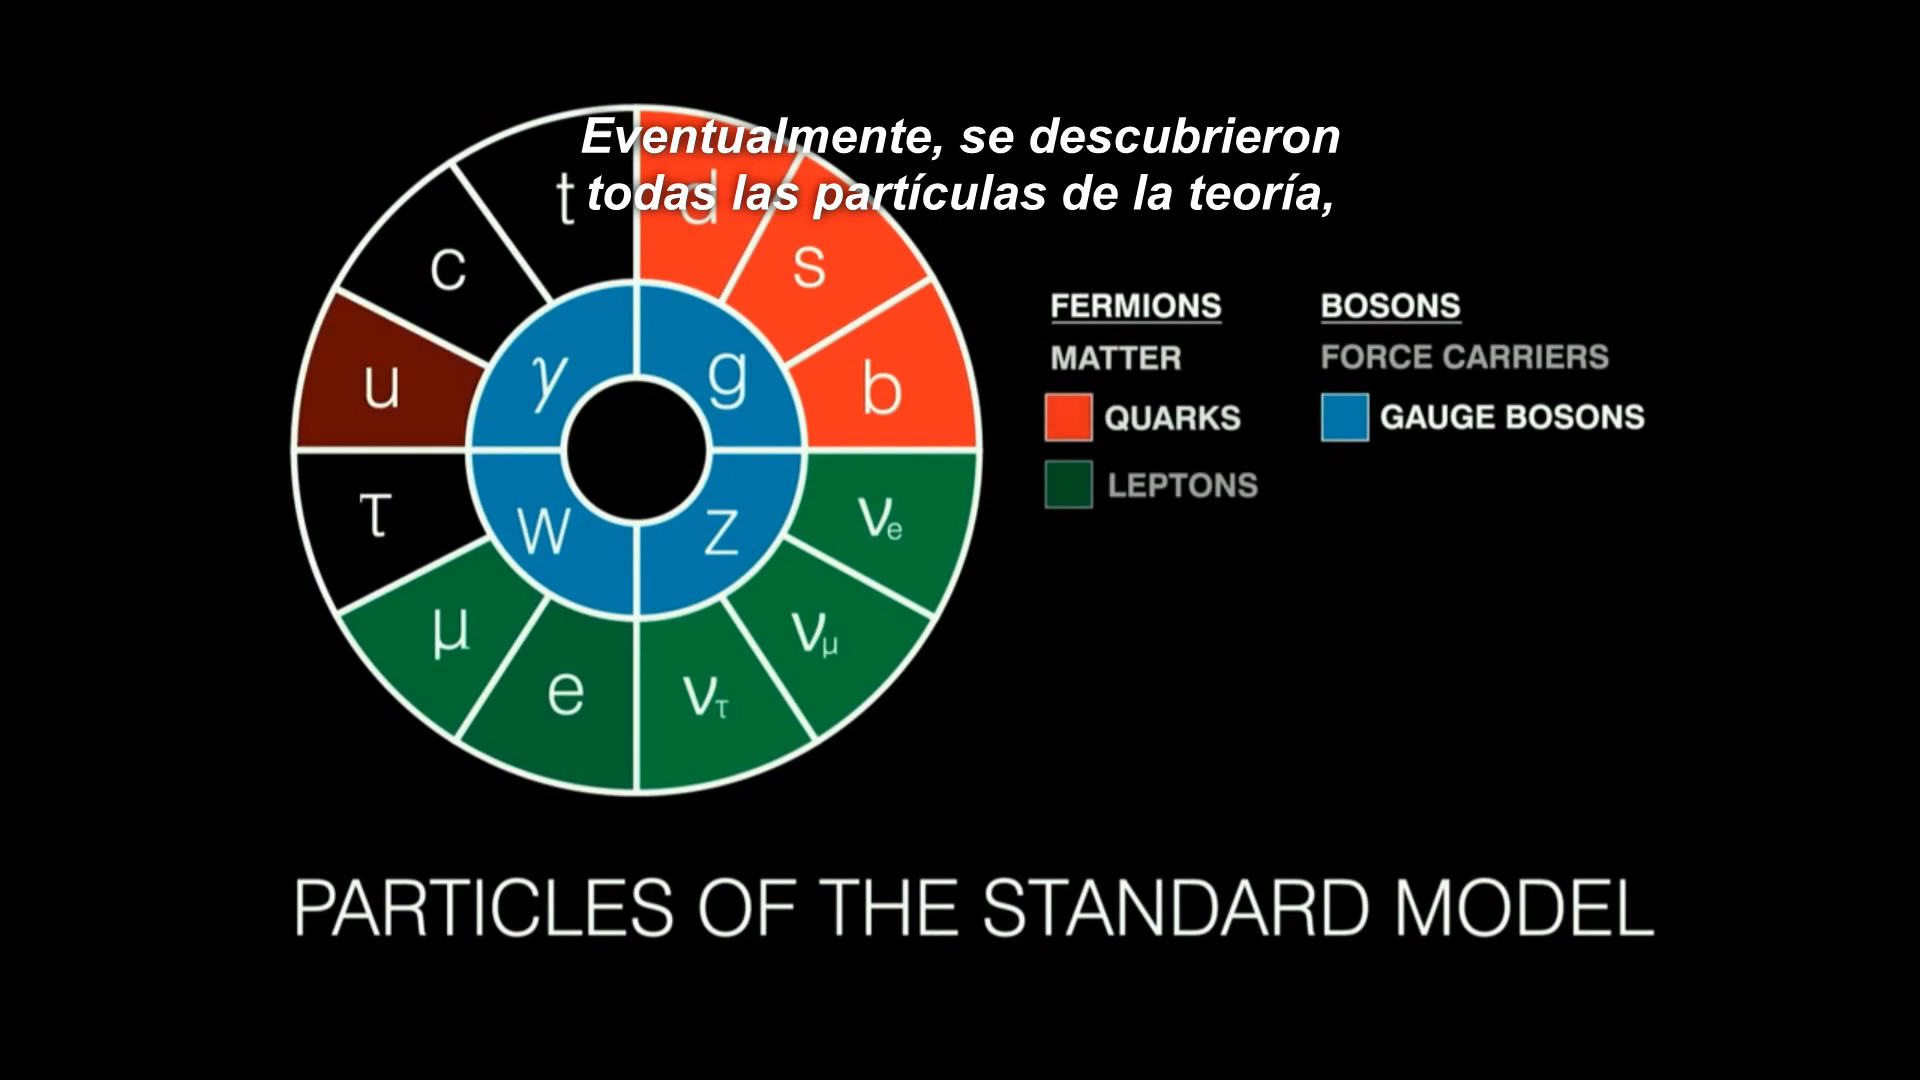 Eventualmente, se descubrieron
todas las partículas de la teoría,
t
d
c
s
u
γ
g
b
τ
W
Z
νe
μ
e
ντ
νμ
FERMIONS
MATTER
QUARKS
LEPTONS
BOSONS
FORCE CARRIERS
GAUGE BOSONS
PARTICLES OF THE STANDARD MODEL